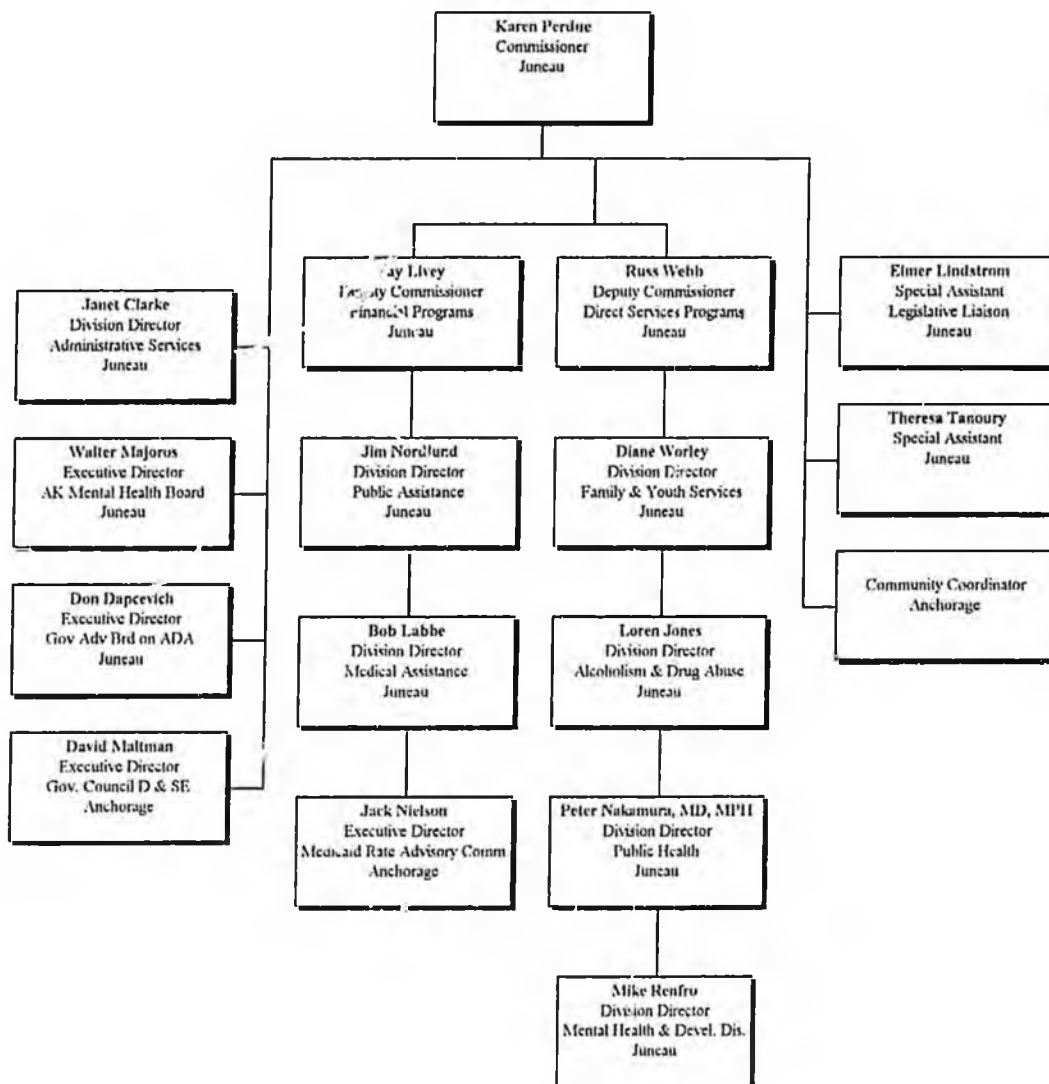 Karen Perdue
Commissioner
Juneau
Janet Clarke
Division Director
Administrative Services
Juneau
Walter Majoros
Executive Director
AK Mental Health Board
Juneau
Don Dapcevich
Executive Director
Gov Adv Brd on ADA
Juneau
David Maltman
Executive Director
Gov. Council D & SE
Anchorage
ay Livey
Deputy Commissioner
Financial Programs
Juneau
Jim Nordlund
Division Director
Public Assistance
Juneau
Bob Labbe
Division Director
Medical Assistance
Juneau
Jack Nielson
Executive Director
Medicaid Rate Advisory Comm
Anchorage
Russ Webb
Deputy Commissioner
Direct Services Programs
Juneau
Diane Worley
Division Director
Family & Youth Services
Juneau
Loren Jones
Division Director
Alcoholism & Drug Abuse
Juneau
Peter Nakamura, MD, MPH
Division Director
Public Health
Juneau
Mike Renfro
Division Director
Mental Health & Devel. Dis.
Juneau
Elmer Lindstrom
Special Assistant
Legislative Liaison
Juneau
Theresa Tanoury
Special Assistant
Juneau
Community Coordinator
Anchorage